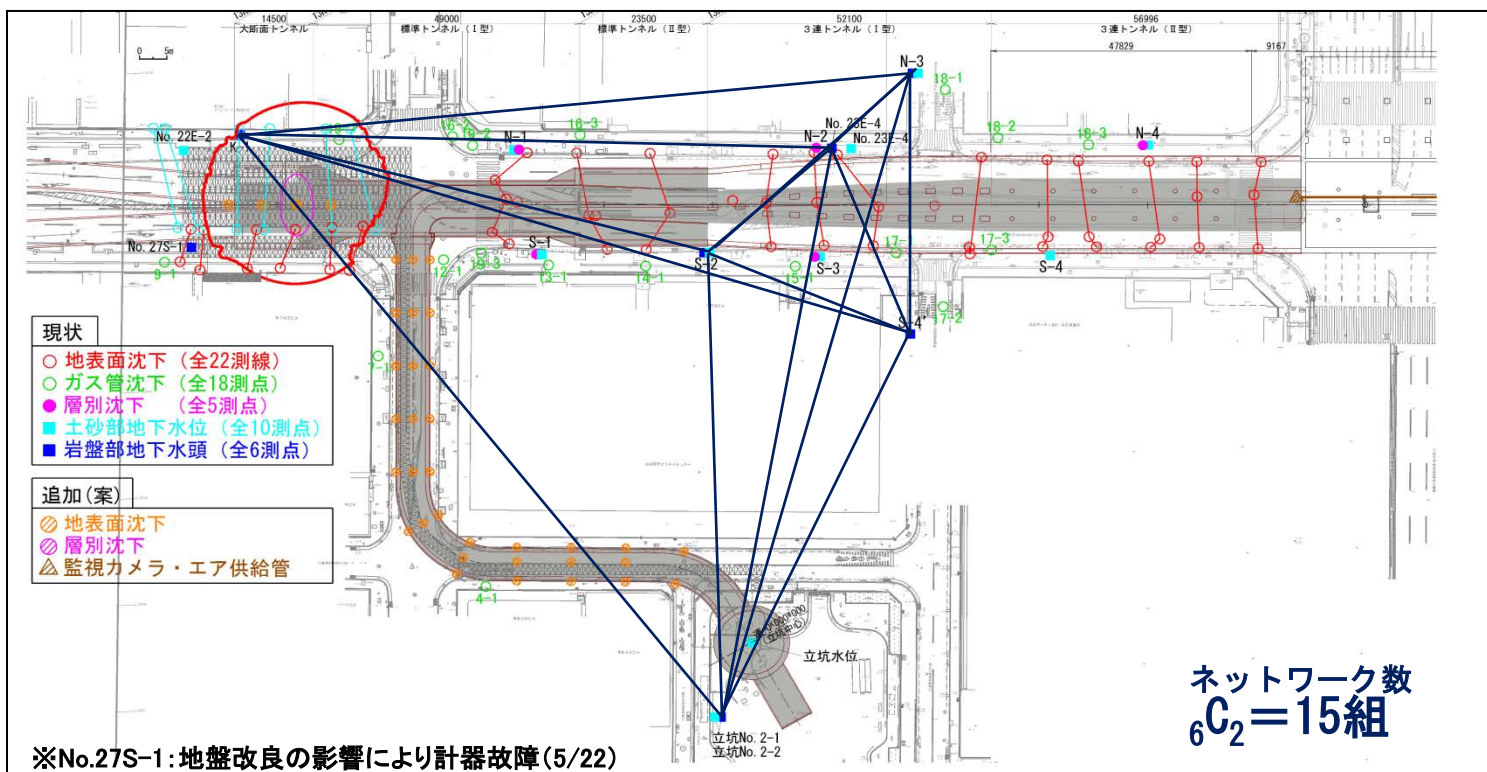 14500
49000
23500
52100
56996
大断面トンネル
標準トンネル(Ⅰ型)
標準トンネル(Ⅱ型)
3連トンネル(Ⅰ型)
3連トンネル(Ⅱ型)
47829
9167
0 5m
N-3
18-1
No.22E-2
K
16-3
N-1
No.23E-4
N-2
No.23E-4
18-2
18-3
N-4
No.27S-1
9-1
12-1
19-3
S-1
13-1
14-1
S-2
15-1
S-3
17-1
17-3
S-4
17-2
S-4'
7-1
現状
地表面沈下(全22測線)
ガス管沈下(全18測点)
層別沈下 (全5測点)
土砂部地下水位(全10測点)
岩盤部地下水頭(全6測点)
追加(案)
地表面沈下
層別沈下
監視カメラ・エア供給管
4-1
(立坑中心)
立坑水位
立坑No.2-1
立坑No.2-2
ネットワーク数
₆C₂=15組
※No.27S-1:地盤改良の影響により計器故障(5/22)